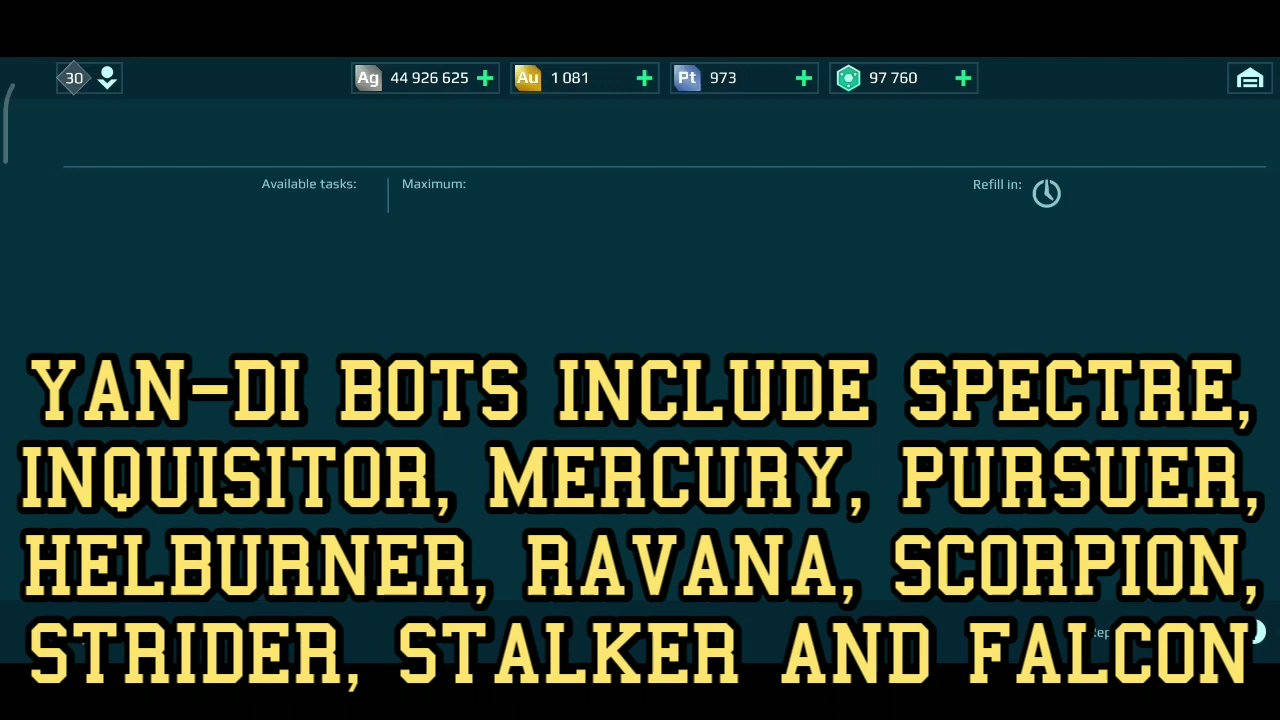 30
Ag 44 926 625
Au 1 081
Pt 973
97 760
Available tasks:
Maximum:
Refill in:
YAN-DI BOTS INCLUDE SPECTRE,
INQUISITOR, MERCURY, PURSUER,
HELBURNER, RAVANA, SCORPION,
STRIDER, STALKER AND FALCON